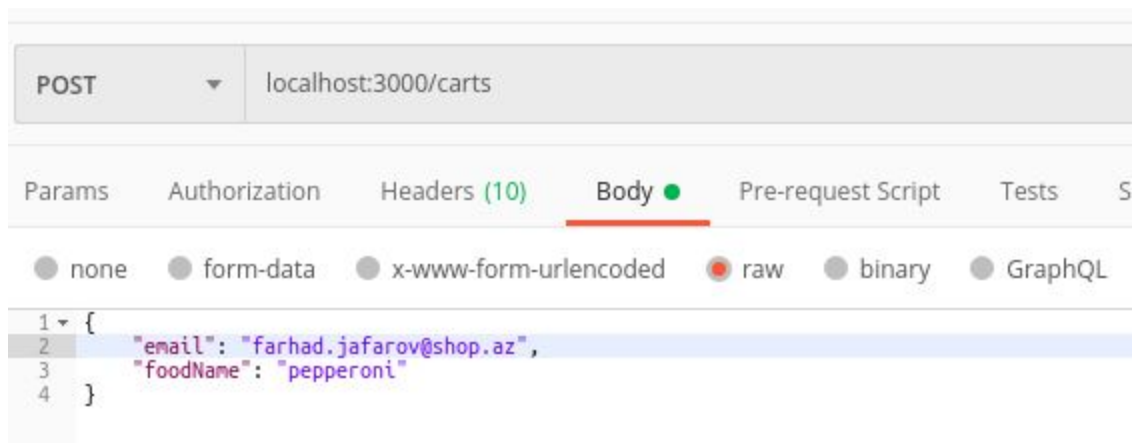 POST localhost:3000/carts
Params Authorization Headers (10) Body Pre-request Script Tests S
none form-data x-www-form-urlencoded raw binary GraphQL
1 {
2 "email": "farhad.jafarov@shop.az",
3 "foodName": "pepperoni"
4 }